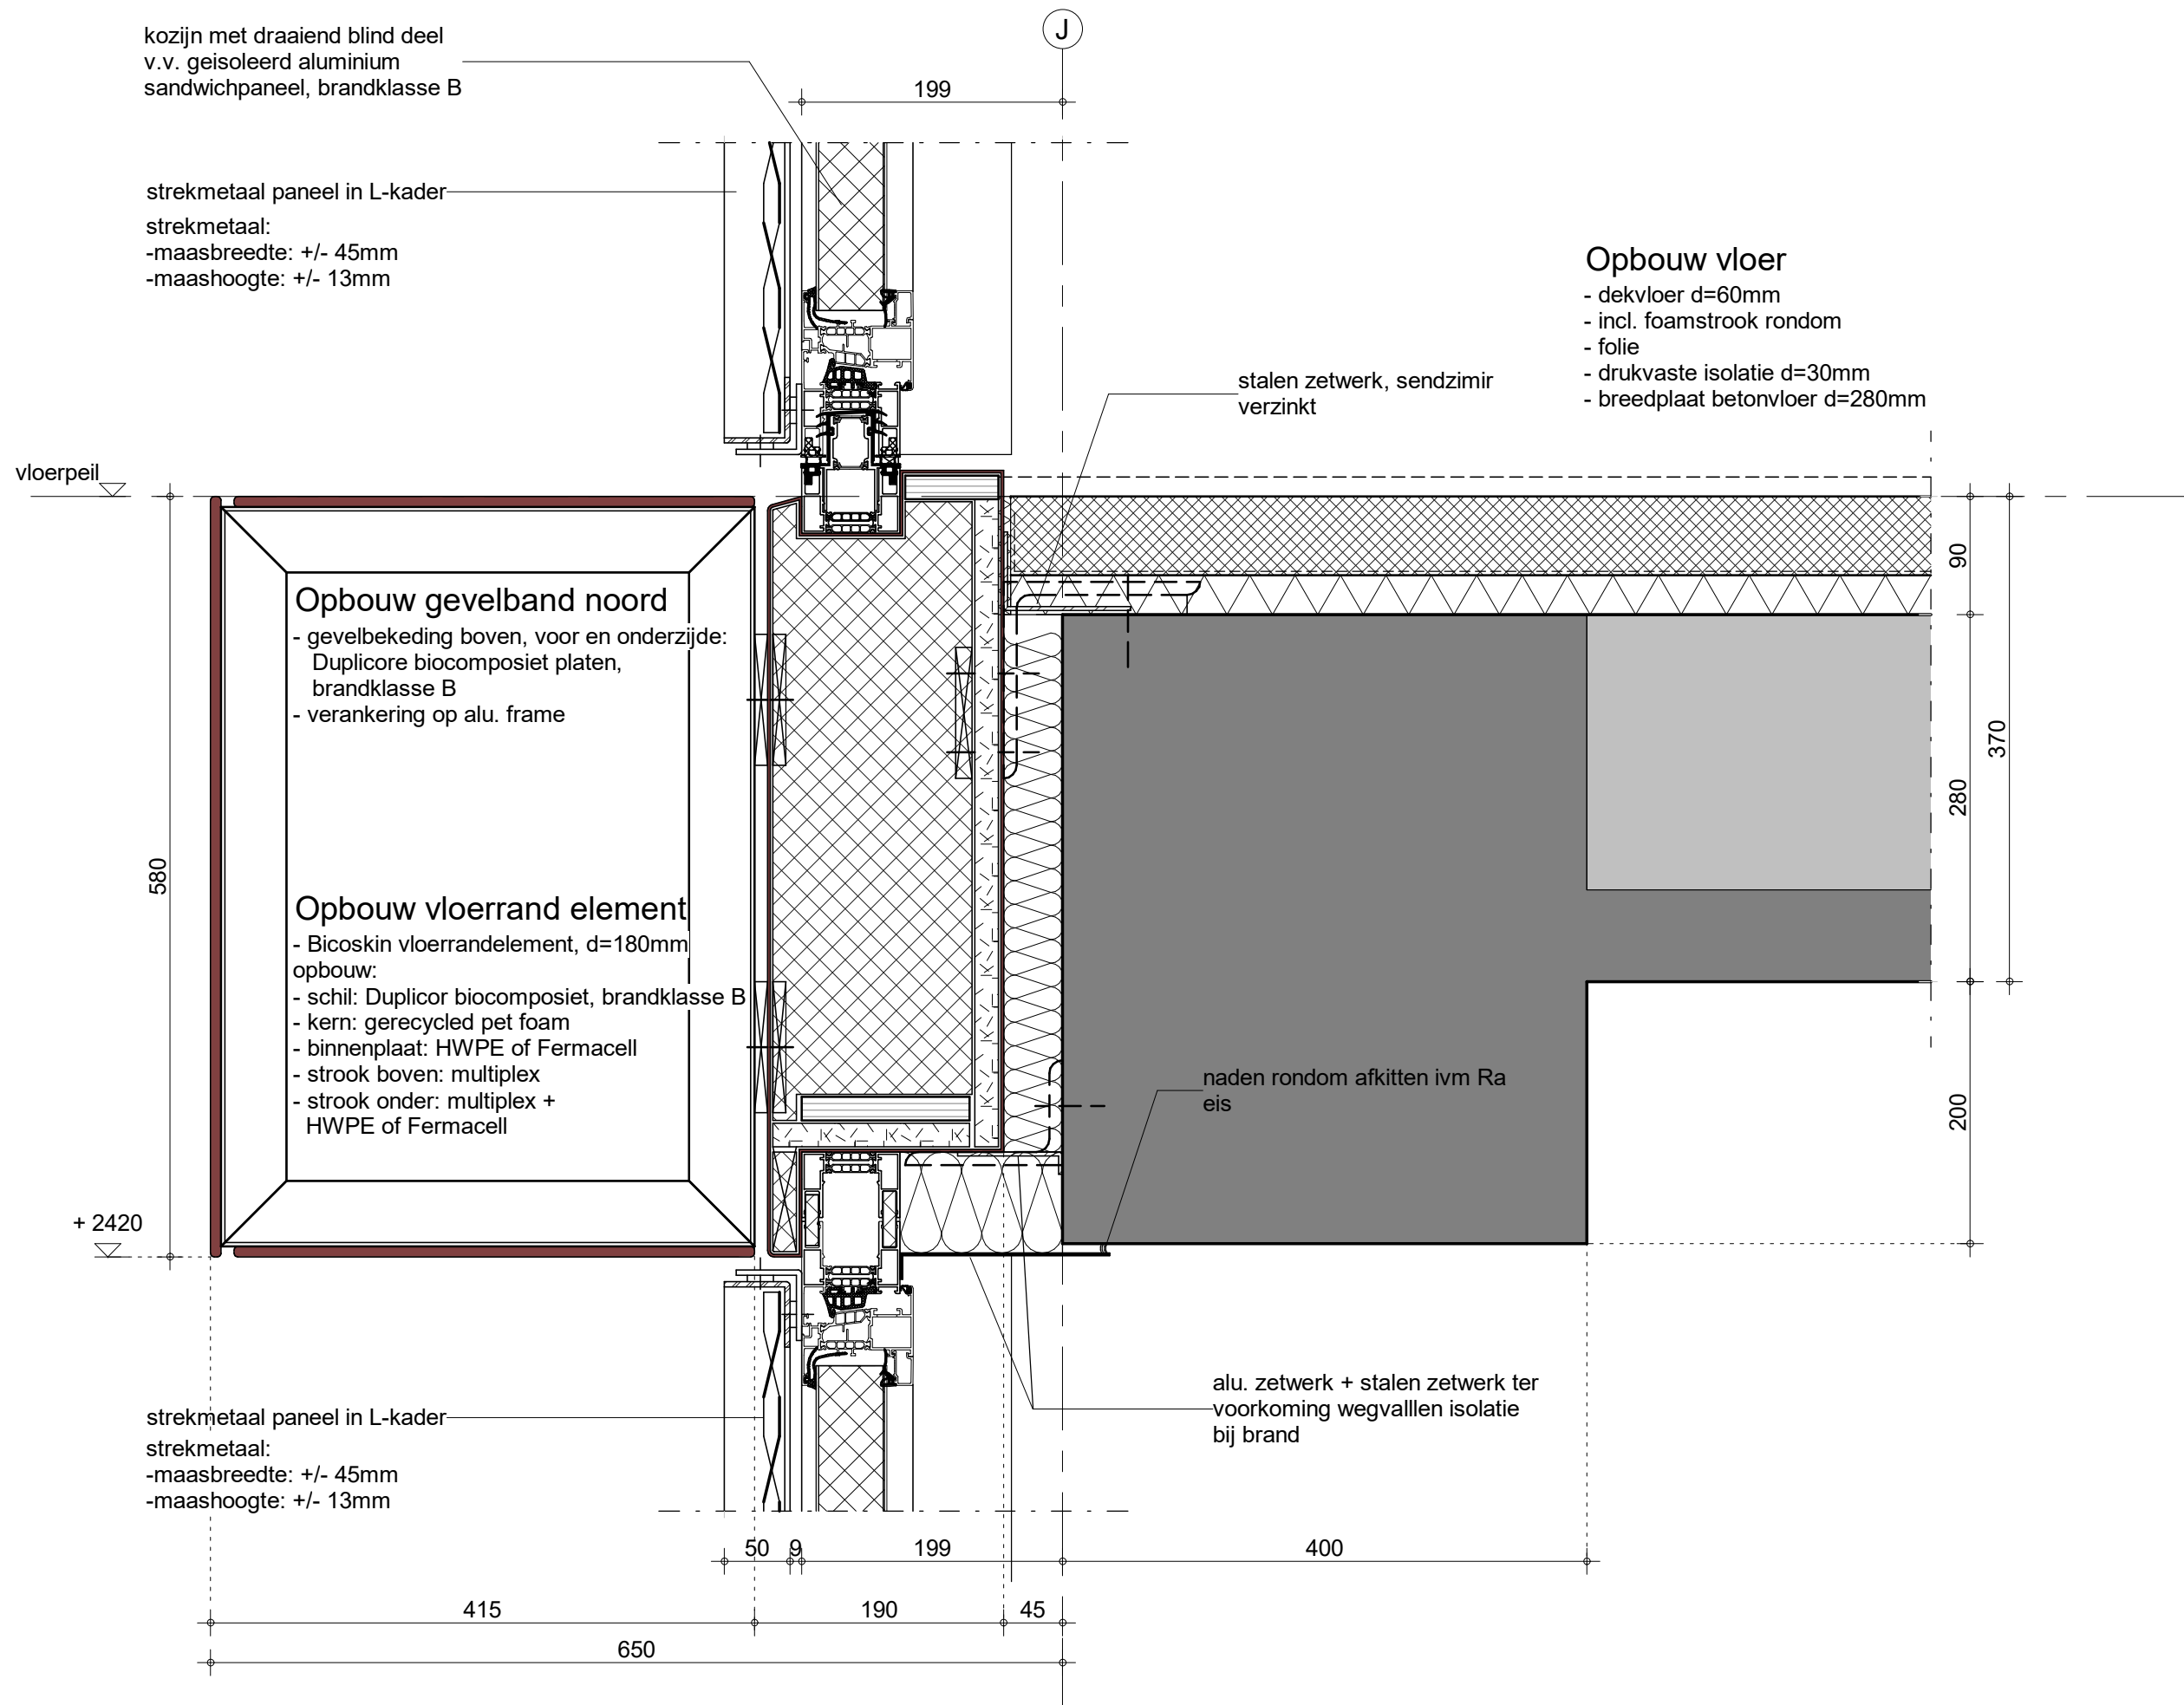 J
kozijn met draaiend blind deel
v.v. geisoleerd aluminium
sandwichpaneel, brandklasse B
199
strekmetaal paneel in L-kader
strekmetaal:
-maasbreedte: +/- 45mm
-maashoogte: +/- 13mm
Opbouw vloer
- dekvloer d=60mm
- incl. foamstrook rondom
- folie
- drukvaste isolatie d=30mm
- breedplaat betonvloer d=280mm
stalen zetwerk, sendzimir
verzinkt
vloerpeil
90
370
280
200
580
Opbouw gevelband noord
- gevelbekeding boven, voor en onderzijde:
Duplicore biocomposiet platen,
brandklasse B
- verankering op alu. frame
Opbouw vloerrand element
- Bicoskin vloerrandelement, d=180mm
opbouw:
- schil: Duplicor biocomposiet, brandklasse B
- kern: gerecycled pet foam
- binnenplaat: HWPE of Fermacell
- strook boven: multiplex
- strook onder: multiplex +
HWPE of Fermacell
naden rondom afkitten ivm Ra
eis
+ 2420
alu. zetwerk + stalen zetwerk ter
voorkoming wegvalllen isolatie
bij brand
strekmetaal paneel in L-kader
strekmetaal:
-maasbreedte: +/- 45mm
-maashoogte: +/- 13mm
50 9 199 400
415 190 45
650